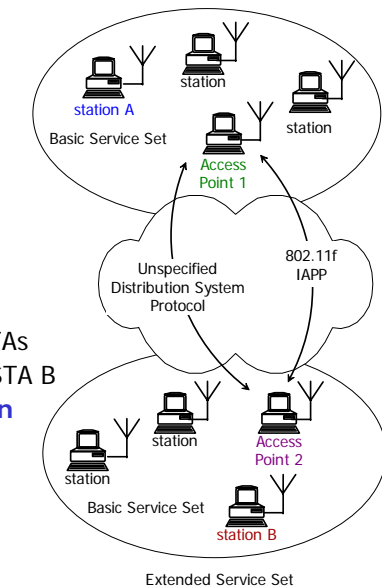 station
station A
station
Basic Service Set
Access
Point 1
802.11f
IAPP
Unspecified
Distribution System
Protocol
TAs
STA B
n
station
Access
Point 2
station
Basic Service Set
station B
Extended Service Set